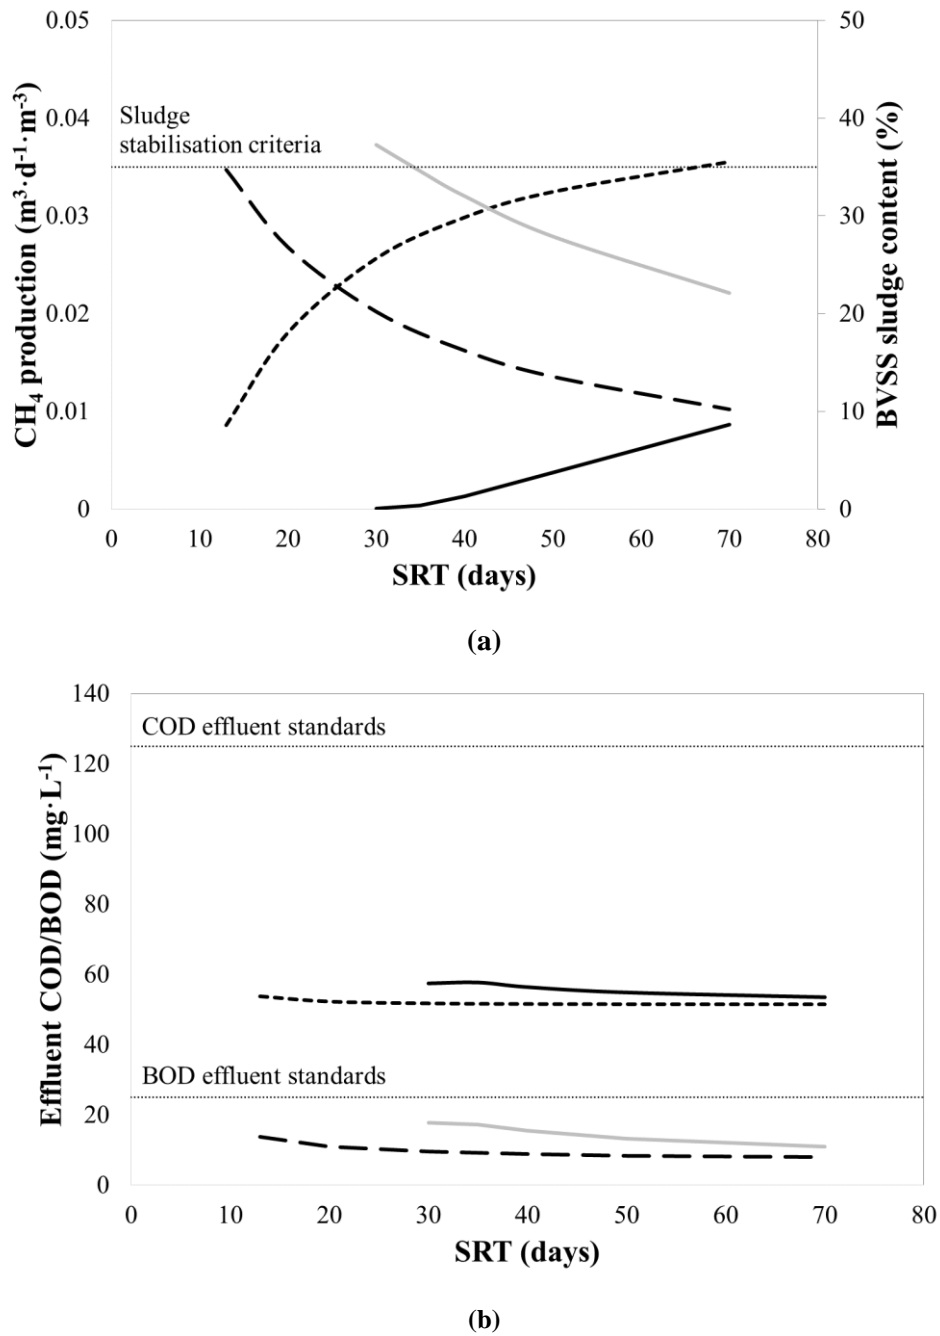 0.05
0.04
0.03
0.02
0.01
0
CH₄ production (m³·d⁻¹·m⁻³)
Sludge
stabilisation criteria
50
40
30
20
10
0
BVSS sludge content (%)
0 10 20 30 40 50 60 70 80
SRT (days)
(a)
140
120
100
80
60
40
20
0
Effluent COD/BOD (mg·L⁻¹)
COD effluent standards
BOD effluent standards
0 10 20 30 40 50 60 70 80
SRT (days)
(b)